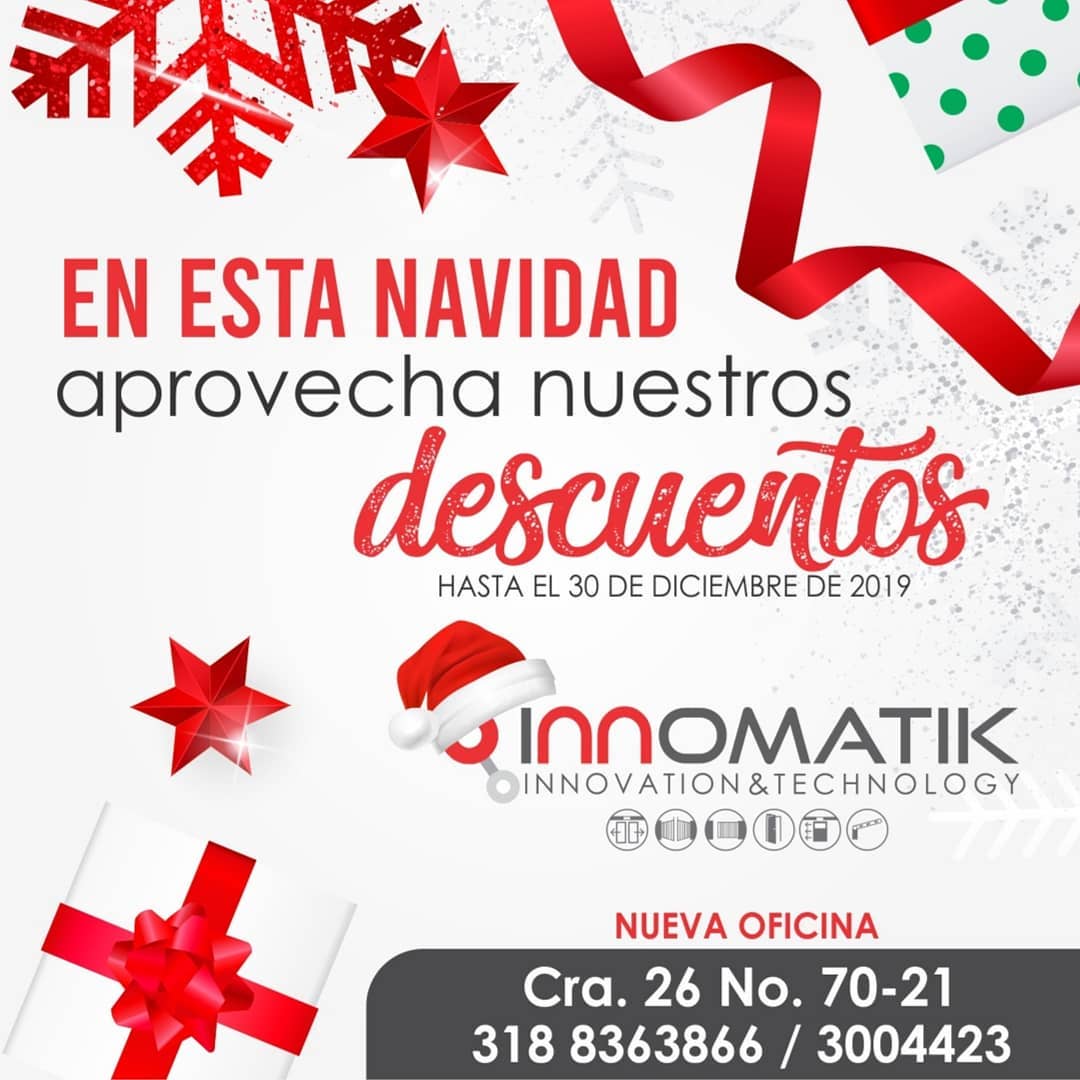 EN ESTA NAVIDAD
aprovecha nuestros
descuentos
HASTA EL 30 DE DICIEMBRE DE 2019
INNOMATIK
INNOVATION&TECHNOLOGY
NUEVA OFICINA
Cra. 26 No. 70-21
318 8363866 / 3004423